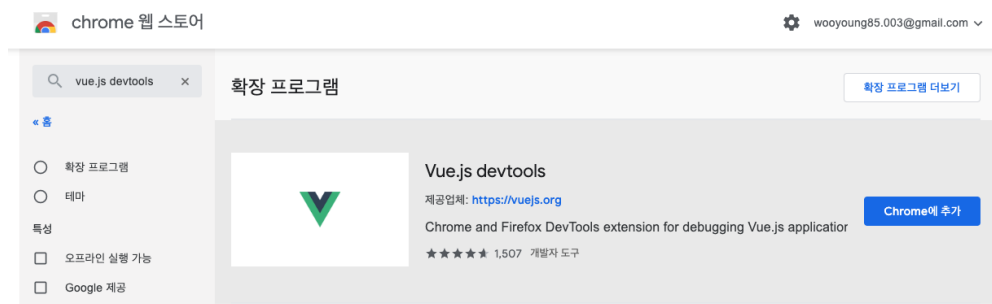 chrome 웹 스토어
wooyoung85.003@gmail.com
vue.js devtools
« 홈
확장 프로그램
테마
특성
오프라인 실행 가능
Google 제공
확장 프로그램
확장 프로그램 더보기
Vue.js devtools
제공업체: https://vuejs.org
Chrome and Firefox DevTools extension for debugging Vue.js applicatior
1,507 개발자 도구
Chrome에 추가